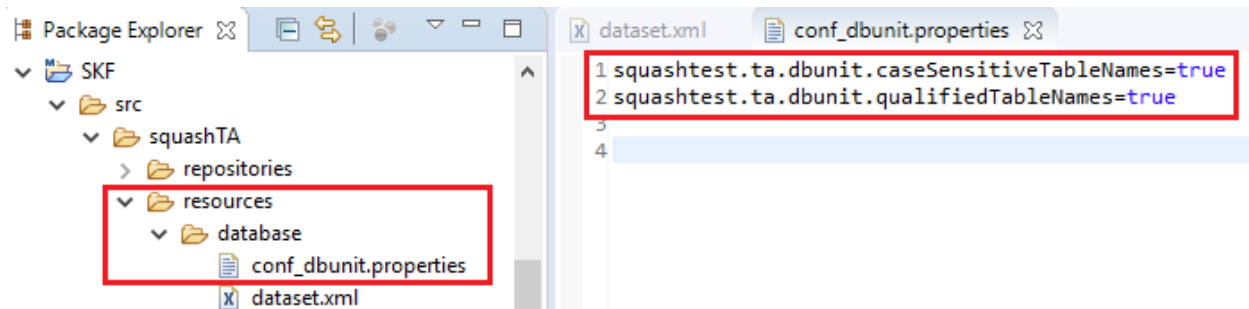 Package Explorer
SKF
src
squashTA
repositories
resources
database
conf_dbunit.properties
dataset.xml
dataset.xml
conf_dbunit.properties
1 squashtest.ta.dbunit.caseSensitiveTableNames=true
2 squashtest.ta.dbunit.qualifiedTableNames=true
3
4